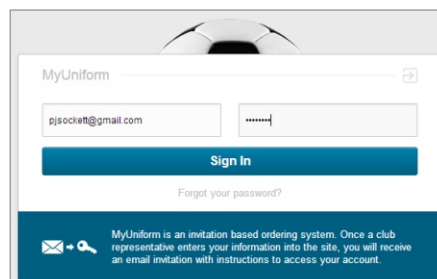 MyUniform
pjsockett@gmail.com ••••••••
Sign In
Forgot your password?
MyUniform is an invitation based ordering system. Once a club
representative enters your information into the site, you will receive
an email invitation with instructions to access your account.